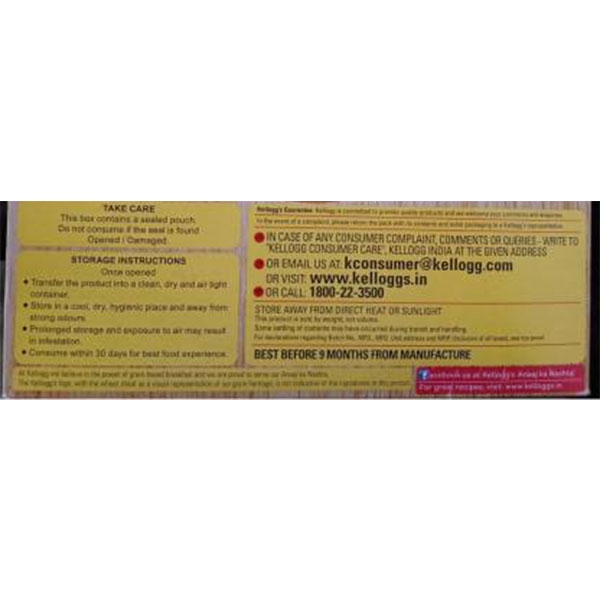 TAKE CARE
This box contains a sealed pouch.
Do not consume if the seal is found
Opened / Damaged
STORAGE INSTRUCTIONS
Once opened
• Transfer the product into a clean, dry and air tight
container.
• Store in a cool, dry, hygienic place and away from
strong odours.
• Prolonged storage and exposure to air may result
in infestation.
• Consume within 30 days for best food experience.
Kellogg's Guarantee: Kellogg is committed to provide quality products and we welcome your comments and enquiries.
In the event of a complaint, please return the pack with its contents and outer packaging to a Kellogg's representative.
IN CASE OF ANY CONSUMER COMPLAINT, COMMENTS OR QUERIES - WRITE TO
"KELLOGG CONSUMER CARE", KELLOGG INDIA AT THE GIVEN ADDRESS
OR EMAIL US AT: kconsumer@kellogg.com
OR VISIT: www.kelloggs.in
OR CALL: 1800-22-3500
STORE AWAY FROM DIRECT HEAT OR SUNLIGHT
This product is sold by weight, not volume.
Some settling of contents may have occurred during transit and handling.
For declarations regarding Batch No., MFD., MRP, Unit address and MRP (inclusive of all taxes), see top panel
BEST BEFORE 9 MONTHS FROM MANUFACTURE
At Kellogg we believe in the power of grain based breakfast and we are proud to serve our Anaaj ka Nashta.
The Kellogg's logo, with the wheat sheaf as a visual representation of our grain heritage, is not indicative of the ingredients in this product.
Facebook us at Kellogg's Anaaj ka Nashta!
For great recipes, visit: www.kelloggs.in